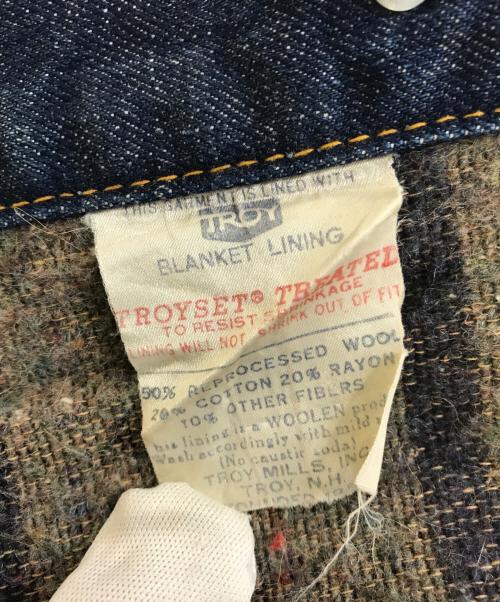 THIS GARMENT IS LINED WITH
TROY
BLANKET LINING
TROYSET® TREATED
TO RESIST SHRINKAGE
LINING WILL NOT SHRINK OUT OF FIT
50% REPROCESSED WOOL
20% COTTON 20% RAYON
10% OTHER FIBERS
lining is a WOOLEN prod
Wash accordingly with mild
(No caustic soda)
TROY MILLS, INC
TROY, N.H.